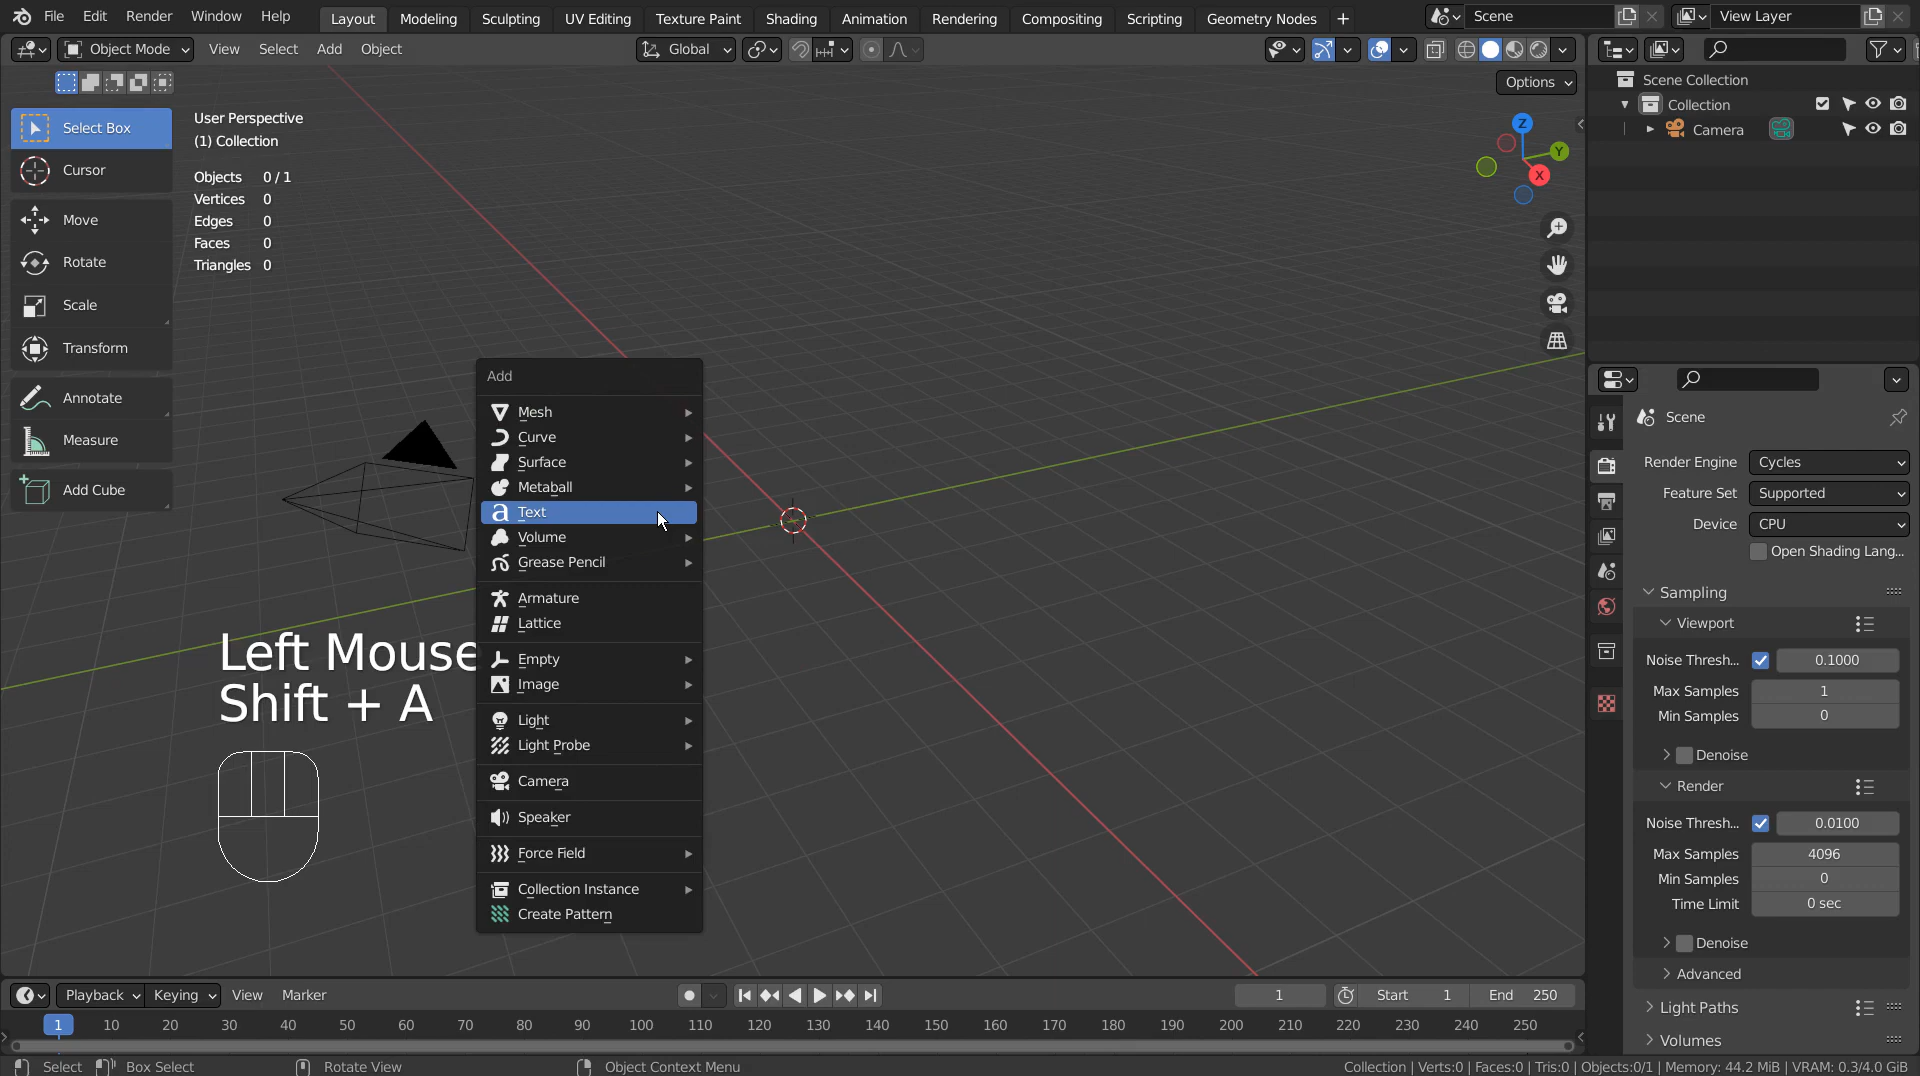 File Edit Render Window Help Layout Modeling Sculpting UV Editing Texture Paint Shading Animation Rendering Compositing Scripting Geometry Nodes + Scene View Layer
Object Mode View Select Add Object Global
Options
Select Box
Cursor
Move
Rotate
Scale
Transform
Annotate
Measure
Add Cube
User Perspective
(1) Collection
Objects 0 / 1
Vertices 0
Edges 0
Faces 0
Triangles 0
Z
Y
X
Add
Mesh
Curve
Surface
Metaball
Text
Volume
Grease Pencil
Armature
Lattice
Empty
Image
Light
Light Probe
Camera
Speaker
Force Field
Collection Instance
Create Pattern
Left Mouse
Shift + A
Scene Collection
Collection
Camera
Scene
Render Engine Cycles
Feature Set Supported
Device CPU
Open Shading Lang...
Sampling
Viewport
Noise Thresh... 0.1000
Max Samples 1
Min Samples 0
Denoise
Render
Noise Thresh... 0.0100
Max Samples 4096
Min Samples 0
Time Limit 0 sec
Denoise
Advanced
Light Paths
Volumes
Playback Keying View Marker 1 Start 1 End 250
1 10 20 30 40 50 60 70 80 90 100 110 120 130 140 150 160 170 180 190 200 210 220 230 240 250
Select Box Select Rotate View Object Context Menu Collection | Verts:0 | Faces:0 | Tris:0 | Objects:0/1 | Memory: 44.2 MiB | VRAM: 0.3/4.0 GiB